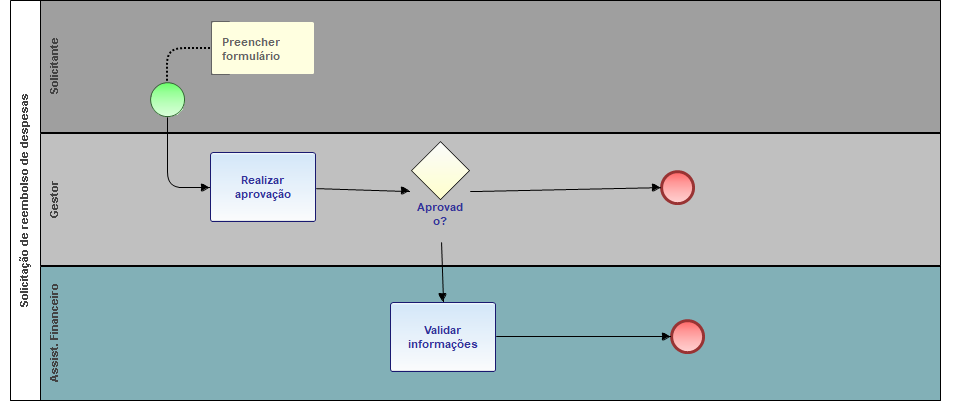 Solicitação de reembolso de despesas
Solicitante
Preencher
formulário
Gestor
Realizar
aprovação
Aprovad
o?
Assist. Financeiro
Validar
informações